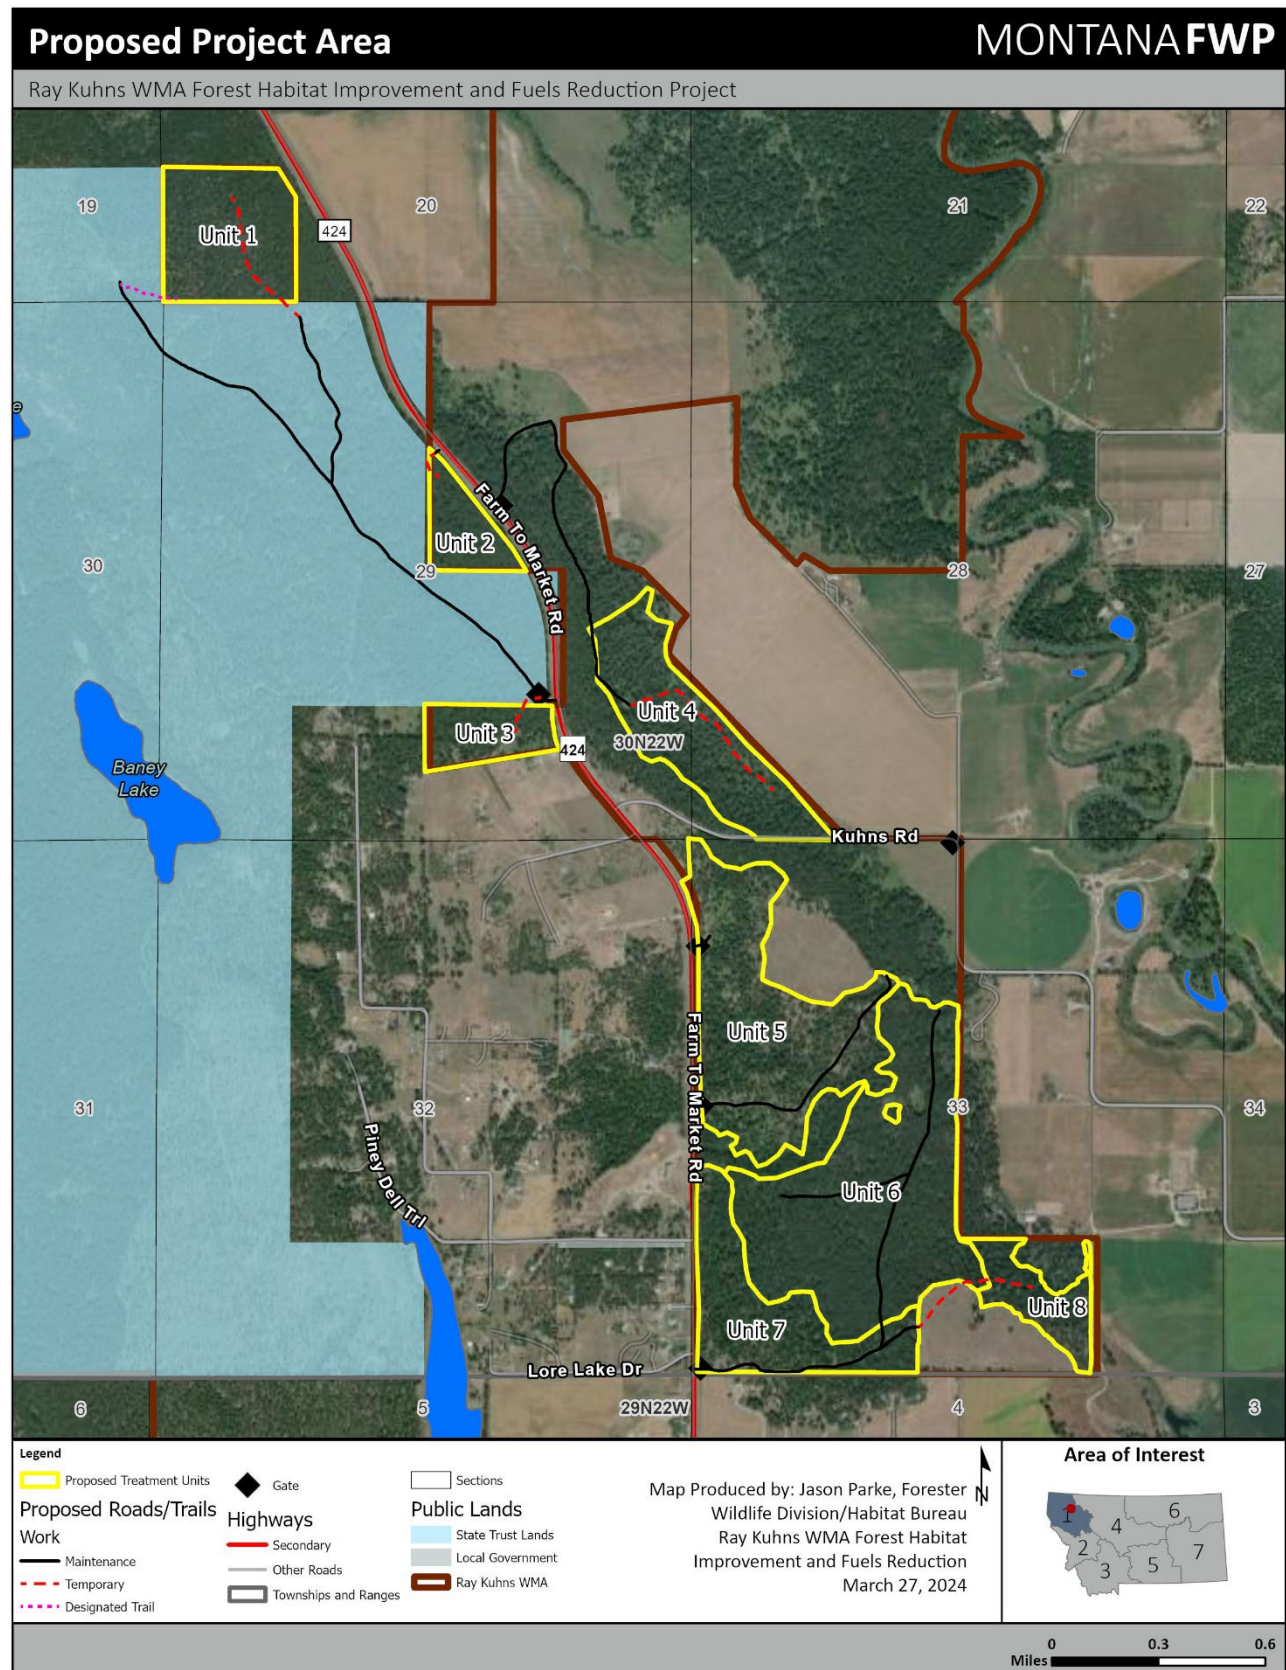 Proposed Project Area
MONTANA FWP
Ray Kuhns WMA Forest Habitat Improvement and Fuels Reduction Project
19
20
21
22
Unit 1
424
e
Farm To Market Rd
Unit 2
30
29
28
27
Unit 3
Unit 4
424
30N22W
Baney
Lake
Kuhns Rd
Unit 5
Farm To Market Rd
31
32
33
34
Piney Dell Trl
Unit 6
Unit 7
Unit 8
Lore Lake Dr
6
5
29N22W
4
3
Legend
Proposed Treatment Units
Proposed Roads/Trails
Work
Maintenance
Temporary
Designated Trail
Gate
Highways
Secondary
Other Roads
Townships and Ranges
Sections
Public Lands
State Trust Lands
Local Government
Ray Kuhns WMA
Map Produced by: Jason Parke, Forester
Wildlife Division/Habitat Bureau
Ray Kuhns WMA Forest Habitat
Improvement and Fuels Reduction
March 27, 2024
N
Area of Interest
1
2
3
4
5
6
7
0 0.3 0.6
Miles